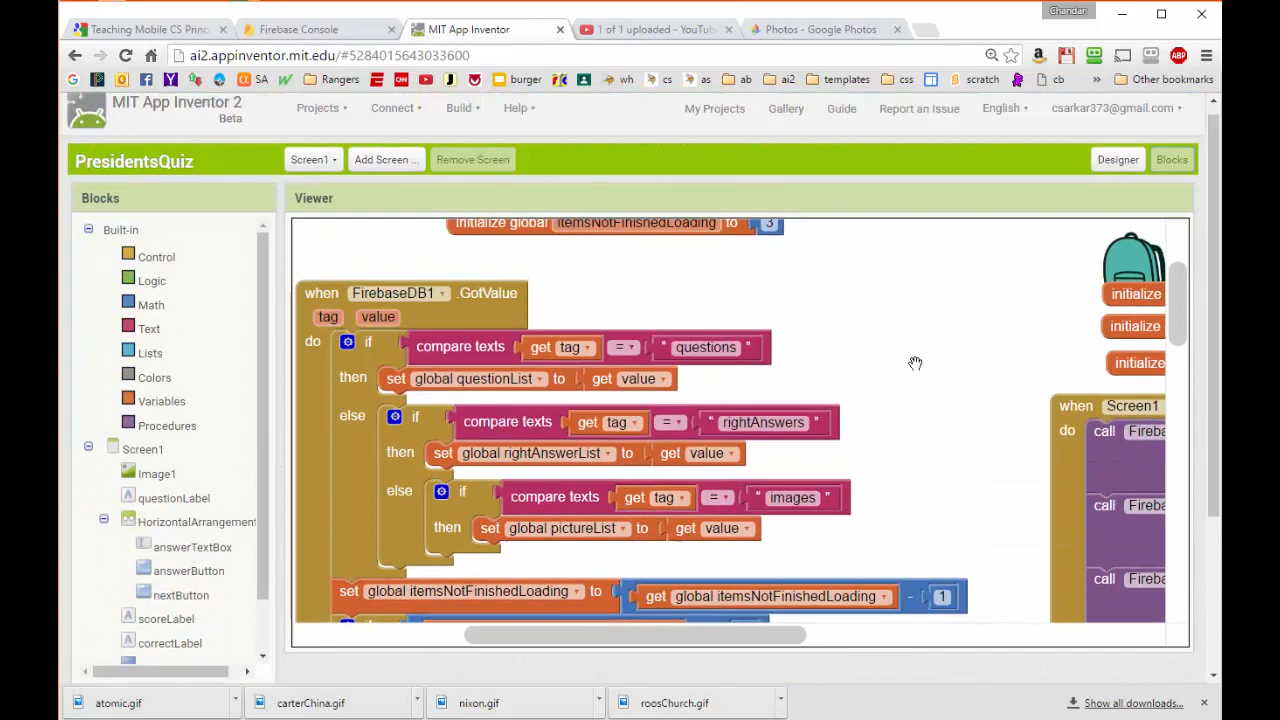 Chandan
Teaching Mobile CS Princ
Firebase Console
MIT App Inventor
1 of 1 uploaded - YouTu
Photos - Google Photos
ai2.appinventor.mit.edu/#5284015643033600
SA
Rangers
burger
wh
cs
as
ab
ai2
templates
css
scratch
cb
Other bookmarks
MIT App Inventor 2
Beta
Projects
Connect
Build
Help
My Projects
Gallery
Guide
Report an Issue
English
csarkar373@gmail.com
PresidentsQuiz
Screen1
Add Screen ...
Remove Screen
Designer
Blocks
Blocks
Viewer
Built-in
Control
Logic
Math
Text
Lists
Colors
Variables
Procedures
Screen1
Image1
questionLabel
HorizontalArrangement
answerTextBox
answerButton
nextButton
scoreLabel
correctLabel
initialize global itemsNotFinishedLoading to 3
when FirebaseDB1 .GotValue
tag value
do if compare texts get tag = " questions "
then set global questionList to get value
else if compare texts get tag = " rightAnswers "
then set global rightAnswerList to get value
else if compare texts get tag = " images "
then set global pictureList to get value
set global itemsNotFinishedLoading to get global itemsNotFinishedLoading - 1
initialize
initialize
initialize
when Screen1
do call Fireba
call Fireba
call Fireba
atomic.gif
carterChina.gif
nixon.gif
roosChurch.gif
Show all downloads...